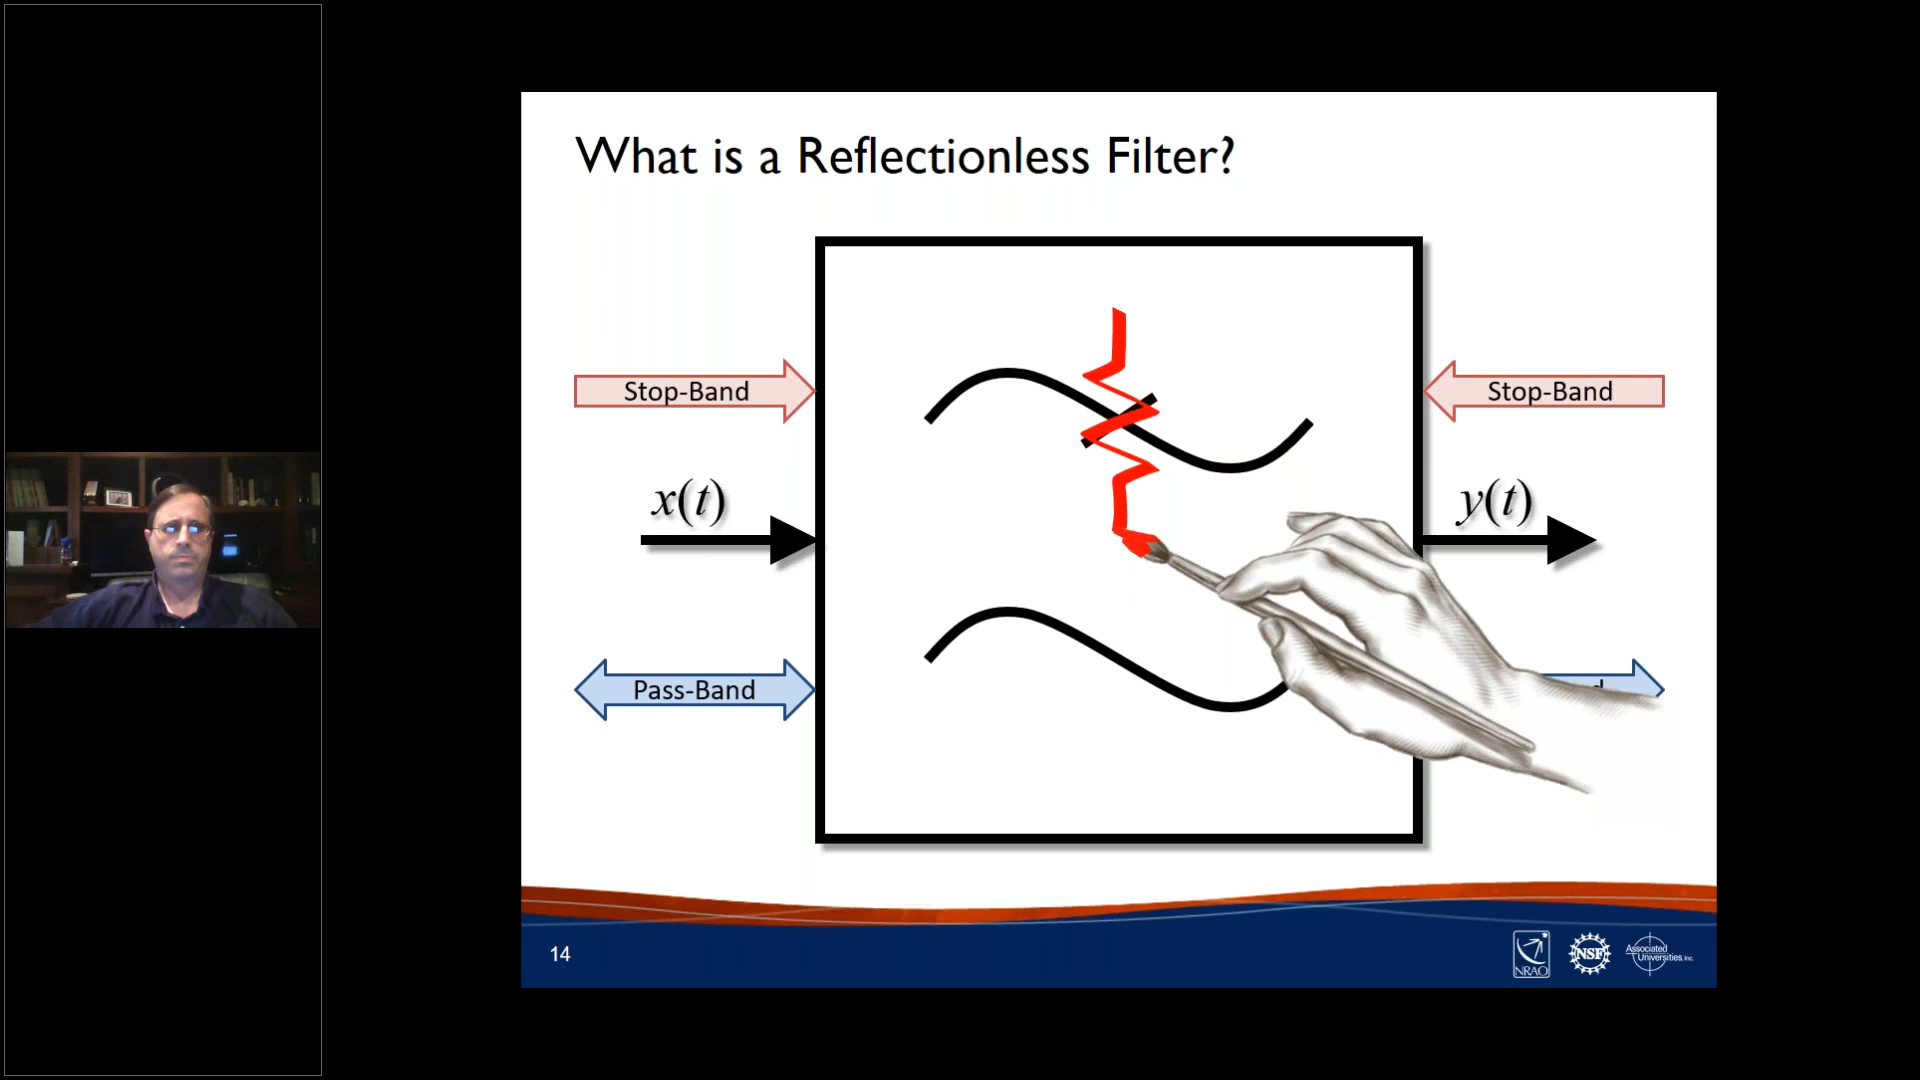 What is a Reflectionless Filter?
Stop-Band
Stop-Band
x(t)
y(t)
Pass-Band
14
NRAO
NSF
Associated
Universities, Inc.